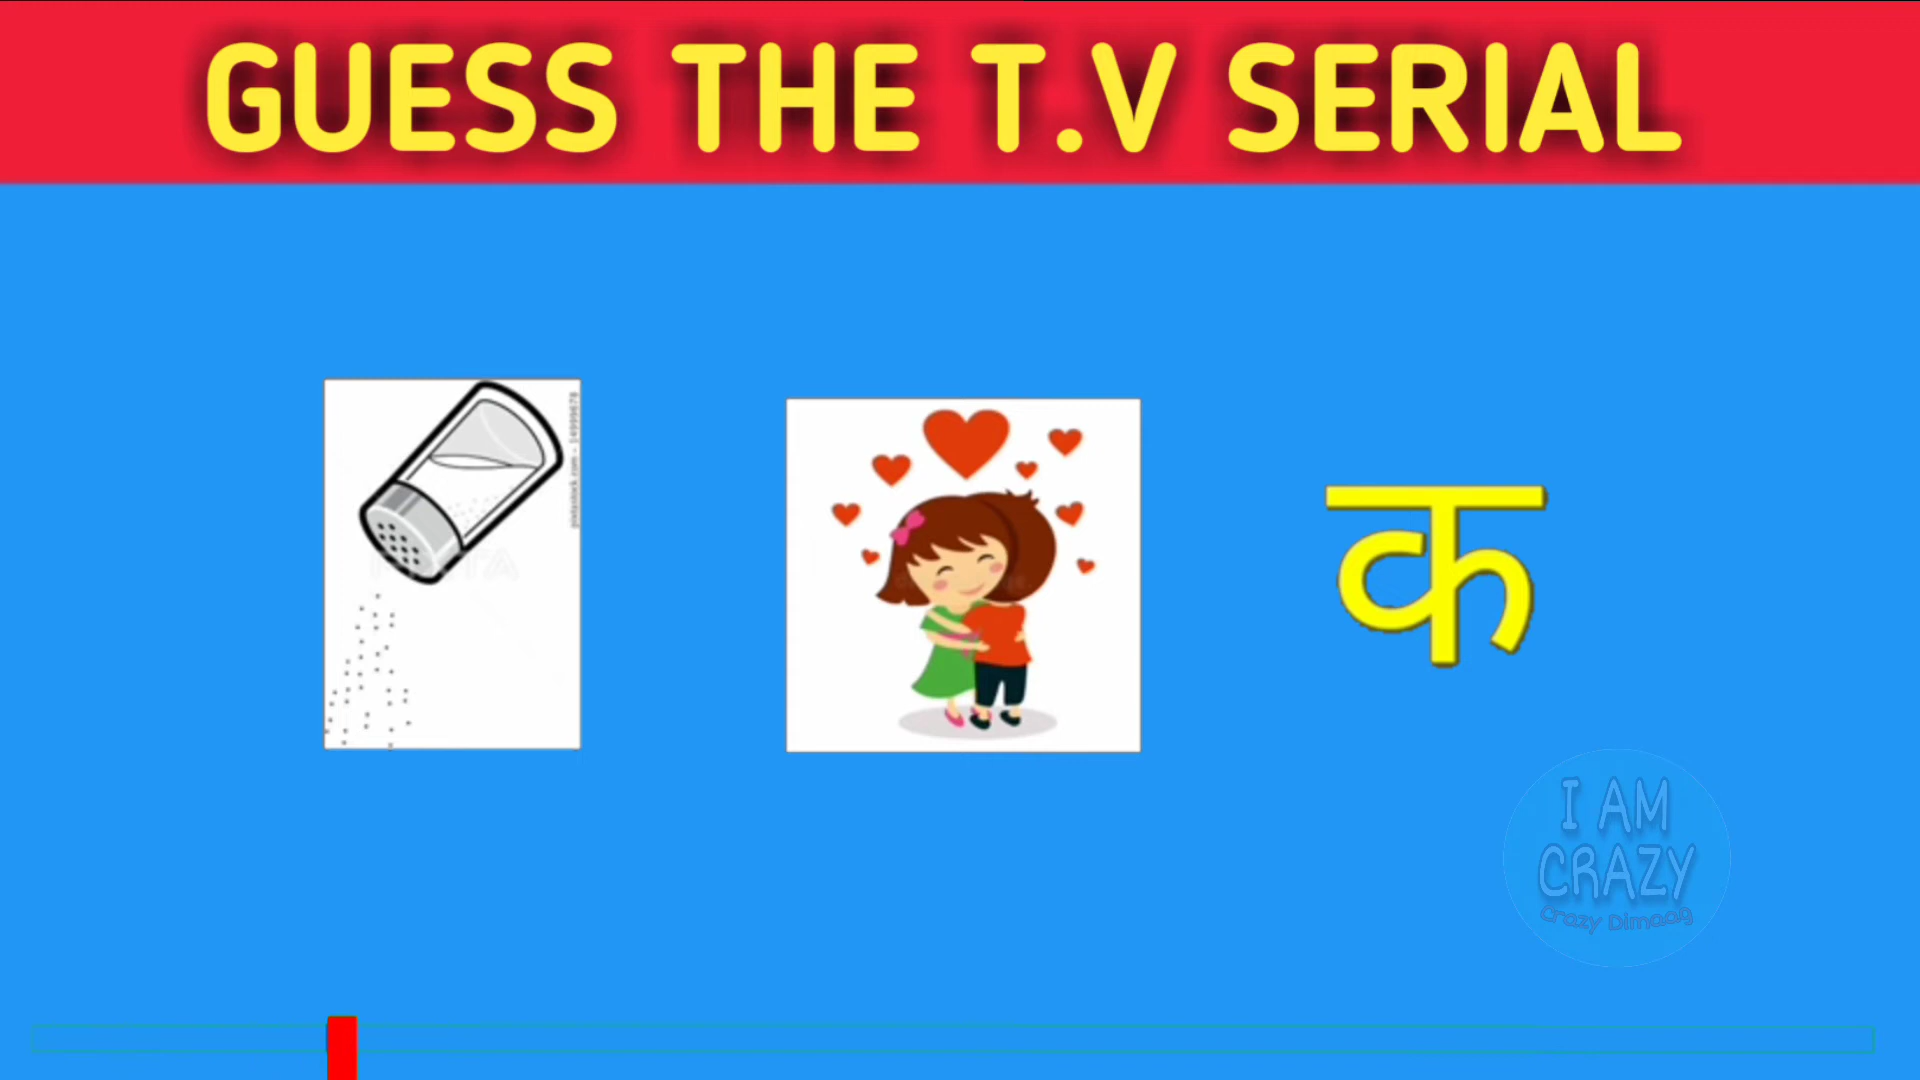 GUESS THE T.V SERIAL
क
I AM
CRAZY
Crazy Dimaag